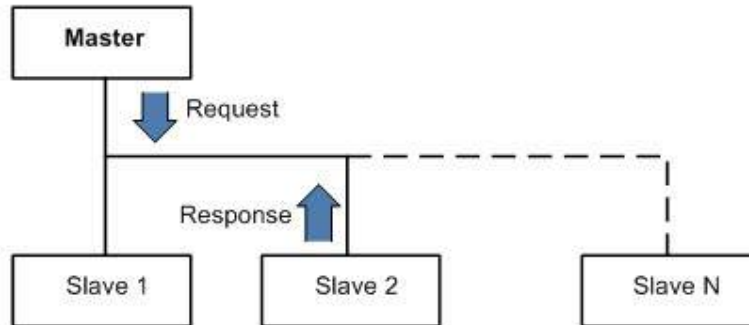 Master
Request
Response
Slave 1
Slave 2
Slave N